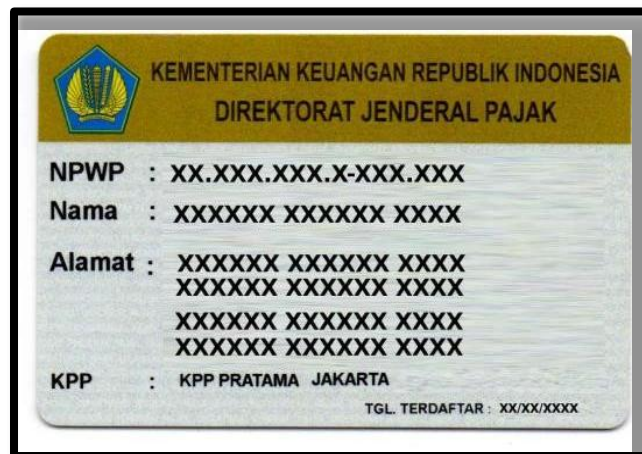 KEMENTERIAN KEUANGAN REPUBLIK INDONESIA
DIREKTORAT JENDERAL PAJAK
NPWP : XX.XXX.XXX.X-XXX.XXX
Nama : XXXXXX XXXXXX XXXX
Alamat : XXXXXX XXXXXX XXXX
XXXXXX XXXXXX XXXX
XXXXXX XXXXXX XXXX
XXXXXX XXXXXX XXXX
KPP : KPP PRATAMA JAKARTA
TGL. TERDAFTAR : XX/XX/XXXX